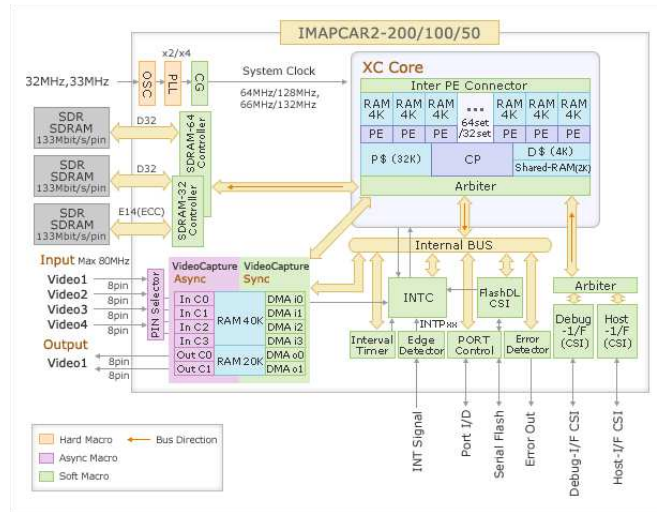 IMAPCAR2-200/100/50
x2/x4
32MHz,33MHz
OSC
PLL
CG
System Clock
64MHz/128MHz,
66MHz/132MHz
XC Core
Inter PE Connector
RAM 4K
RAM 4K
RAM 4K
...
RAM 4K
RAM 4K
RAM 4K
64set
/32set
PE
PE
PE
PE
PE
PE
P$ (32K)
CP
D$ (4K)
Shared-RAM(2K)
Arbiter
SDR
SDRAM
133Mbit/s/pin
D32
SDRAM-64
Controller
SDR
SDRAM
133Mbit/s/pin
D32
SDRAM-32
Controller
SDR
SDRAM
133Mbit/s/pin
E14(ECC)
Internal BUS
Input Max 80MHz
Video1
8pin
Video2
8pin
Video3
8pin
Video4
8pin
PIN Selector
Output
Video1
8pin
8pin
VideoCapture
Async
VideoCapture
Sync
In C0
In C1
In C2
In C3
Out C0
Out C1
RAM 40K
RAM 20K
DMA i0
DMA i1
DMA i2
DMA i3
DMA o0
DMA o1
INTC
FlashDL
CSI
INTPxx
Arbiter
Interval
Timer
Edge
Detector
PORT
Control
Error
Detector
Debug
-1/F
(CSI)
Host
-1/F
(CSI)
INT Signal
Port I/D
Serial Flash
Error Out
Debug-I/F CSI
Host-I/F CSI
Hard Macro
Bus Direction
Async Macro
Soft Macro